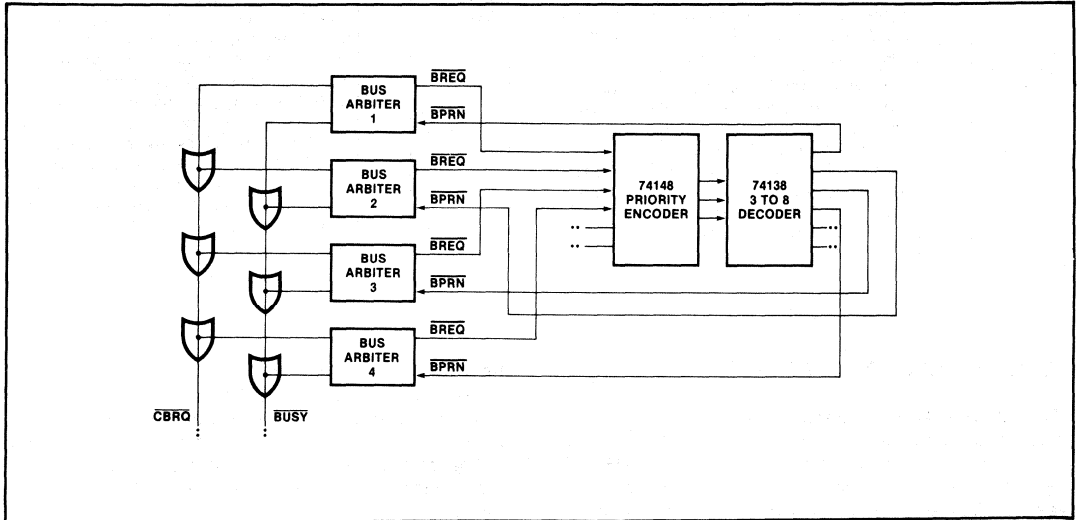 BUS
ARBITER
1
BREQ
BPRN
BUS
ARBITER
2
BREQ
BPRN
BUS
ARBITER
3
BREQ
BPRN
BUS
ARBITER
4
BREQ
BPRN
74148
PRIORITY
ENCODER
74138
3 TO 8
DECODER
CBRQ
BUSY